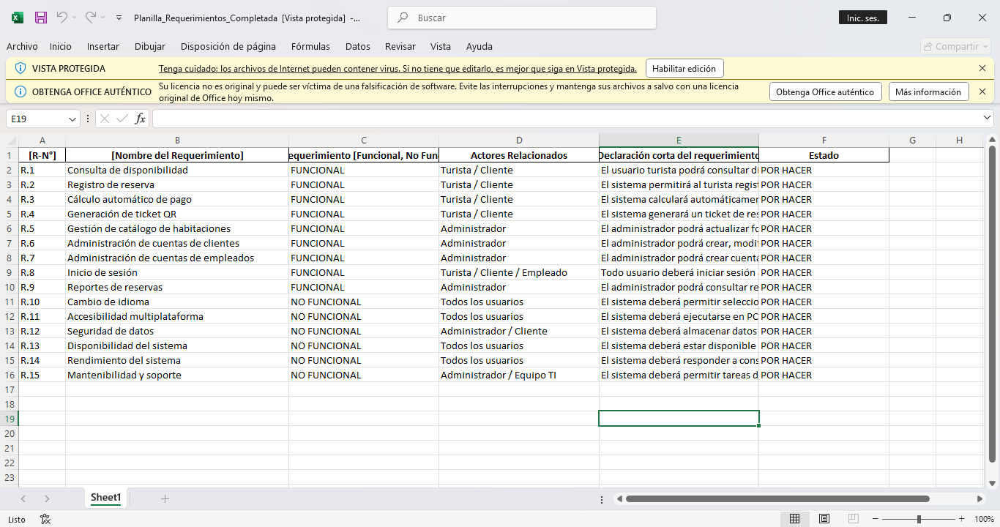 Planilla_Requerimientos_Completada [Vista protegida] -...
Buscar
Inic. ses.
Archivo Inicio Insertar Dibujar Disposición de página Fórmulas Datos Revisar Vista Ayuda Compartir
VISTA PROTEGIDA Tenga cuidado: los archivos de Internet pueden contener virus. Si no tiene que editarlo, es mejor que siga en Vista protegida. Habilitar edición
OBTENGA OFFICE AUTÉNTICO Su licencia no es original y puede ser víctima de una falsificación de software. Evite las interrupciones y mantenga sus archivos a salvo con una licencia
original de Office hoy mismo. Obtenga Office auténtico Más información
E19 fx
A B C D E F G H
1 [R-Nº] [Nombre del Requerimiento] equerimiento [Funcional, No Fun Actores Relacionados Declaración corta del requerimiento Estado
2 R.1 Consulta de disponibilidad FUNCIONAL Turista / Cliente El usuario turista podrá consultar di POR HACER
3 R.2 Registro de reserva FUNCIONAL Turista / Cliente El sistema permitirá al turista regist POR HACER
4 R.3 Cálculo automático de pago FUNCIONAL Turista / Cliente El sistema calculará automáticamen POR HACER
5 R.4 Generación de ticket QR FUNCIONAL Turista / Cliente El sistema generará un ticket de res POR HACER
6 R.5 Gestión de catálogo de habitaciones FUNCIONAL Administrador El administrador podrá actualizar fo POR HACER
7 R.6 Administración de cuentas de clientes FUNCIONAL Administrador El administrador podrá crear, modif POR HACER
8 R.7 Administración de cuentas de empleados FUNCIONAL Administrador El administrador podrá crear cuenta POR HACER
9 R.8 Inicio de sesión FUNCIONAL Turista / Cliente / Empleado Todo usuario deberá iniciar sesión POR HACER
10 R.9 Reportes de reservas FUNCIONAL Administrador El administrador podrá consultar re POR HACER
11 R.10 Cambio de idioma NO FUNCIONAL Todos los usuarios El sistema deberá permitir seleccio POR HACER
12 R.11 Accesibilidad multiplataforma NO FUNCIONAL Todos los usuarios El sistema deberá ejecutarse en PC POR HACER
13 R.12 Seguridad de datos NO FUNCIONAL Administrador / Cliente El sistema deberá almacenar datos POR HACER
14 R.13 Disponibilidad del sistema NO FUNCIONAL Todos los usuarios El sistema deberá estar disponible POR HACER
15 R.14 Rendimiento del sistema NO FUNCIONAL Todos los usuarios El sistema deberá responder a cons POR HACER
16 R.15 Mantenibilidad y soporte NO FUNCIONAL Administrador / Equipo TI El sistema deberá permitir tareas d POR HACER
17
18
19
20
21
22
23
Sheet1
Listo 100%